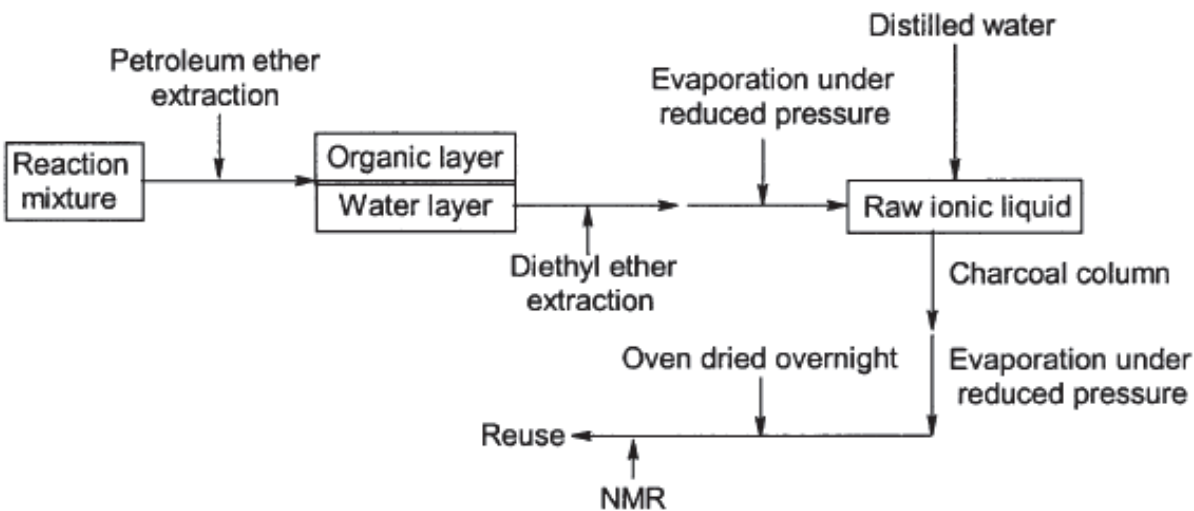 Distilled water
Petroleum ether
extraction
Evaporation under
reduced pressure
Reaction
mixture
Organic layer
Water layer
Raw ionic liquid
Diethyl ether
extraction
Charcoal column
Oven dried overnight
Evaporation under
reduced pressure
Reuse
NMR